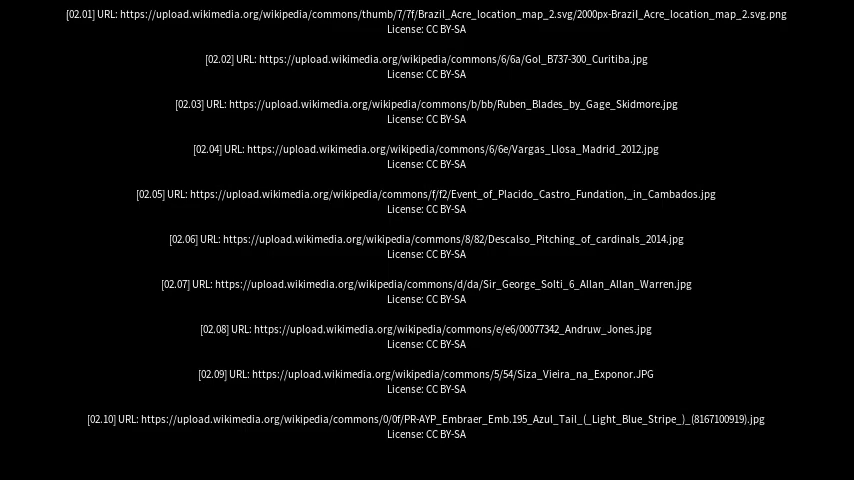 [02.01] URL: https://upload.wikimedia.org/wikipedia/commons/thumb/7/7f/Brazil_Acre_location_map_2.svg/2000px-Brazil_Acre_location_map_2.svg.png
License: CC BY-SA
[02.02] URL: https://upload.wikimedia.org/wikipedia/commons/6/6a/Gol_B737-300_Curitiba.jpg
License: CC BY-SA
[02.03] URL: https://upload.wikimedia.org/wikipedia/commons/b/bb/Ruben_Blades_by_Gage_Skidmore.jpg
License: CC BY-SA
[02.04] URL: https://upload.wikimedia.org/wikipedia/commons/6/6e/Vargas_Llosa_Madrid_2012.jpg
License: CC BY-SA
[02.05] URL: https://upload.wikimedia.org/wikipedia/commons/f/f2/Event_of_Placido_Castro_Fundation,_in_Cambados.jpg
License: CC BY-SA
[02.06] URL: https://upload.wikimedia.org/wikipedia/commons/8/82/Descalso_Pitching_of_cardinals_2014.jpg
License: CC BY-SA
[02.07] URL: https://upload.wikimedia.org/wikipedia/commons/d/da/Sir_George_Solti_6_Allan_Allan_Warren.jpg
License: CC BY-SA
[02.08] URL: https://upload.wikimedia.org/wikipedia/commons/e/e6/00077342_Andruw_Jones.jpg
License: CC BY-SA
[02.09] URL: https://upload.wikimedia.org/wikipedia/commons/5/54/Siza_Vieira_na_Exponor.JPG
License: CC BY-SA
[02.10] URL: https://upload.wikimedia.org/wikipedia/commons/0/0f/PR-AYP_Embraer_Emb.195_Azul_Tail_(_Light_Blue_Stripe_)_(8167100919).jpg
License: CC BY-SA